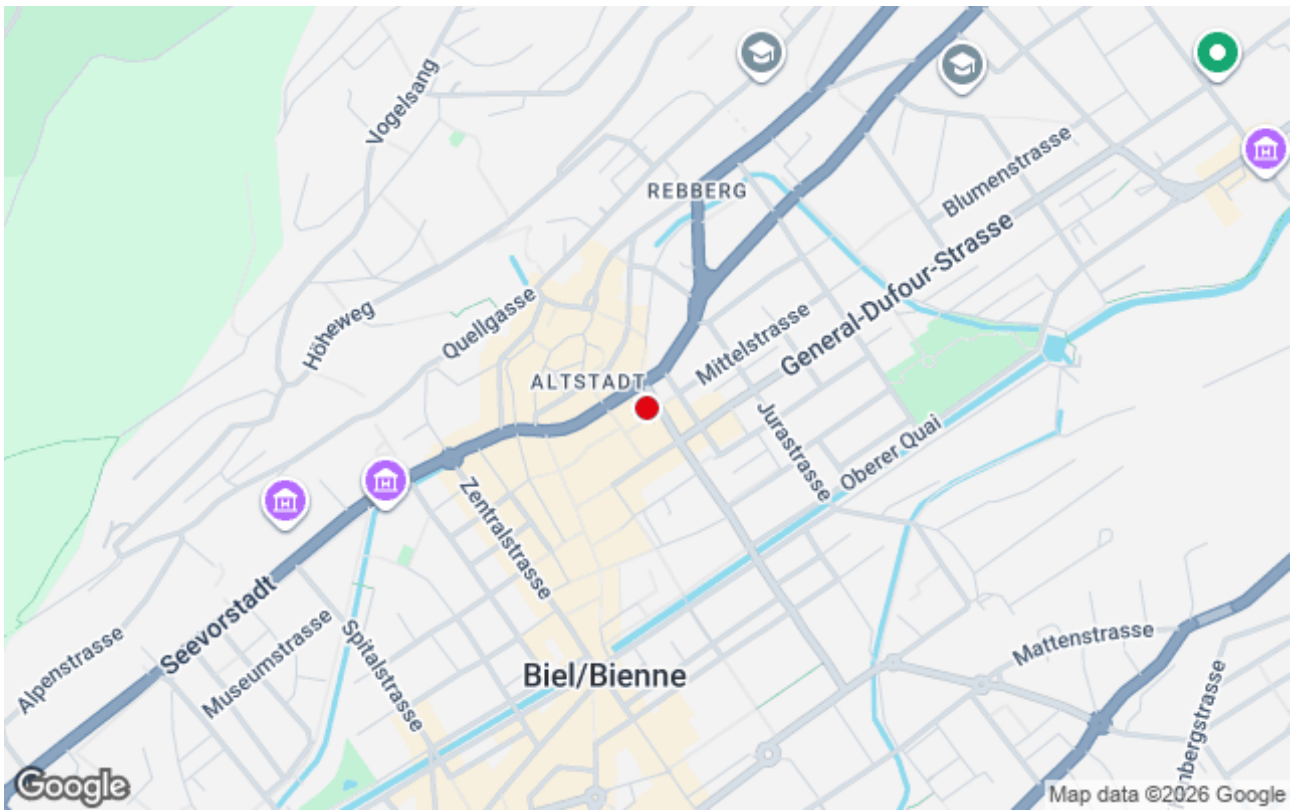 Vogelsang
REBBERG
Blumenstrasse
General-Dufour-Strasse
Höheweg
Quellgasse
Mittelstrasse
ALTSTADT
Jurastrasse
Oberer Quai
Zentralstrasse
Seevorstadt
Museumstrasse
Spitalstrasse
Alpenstrasse
Mattenstrasse
Biel/Bienne
nbergstrasse
Google
Map data ©2026 Google